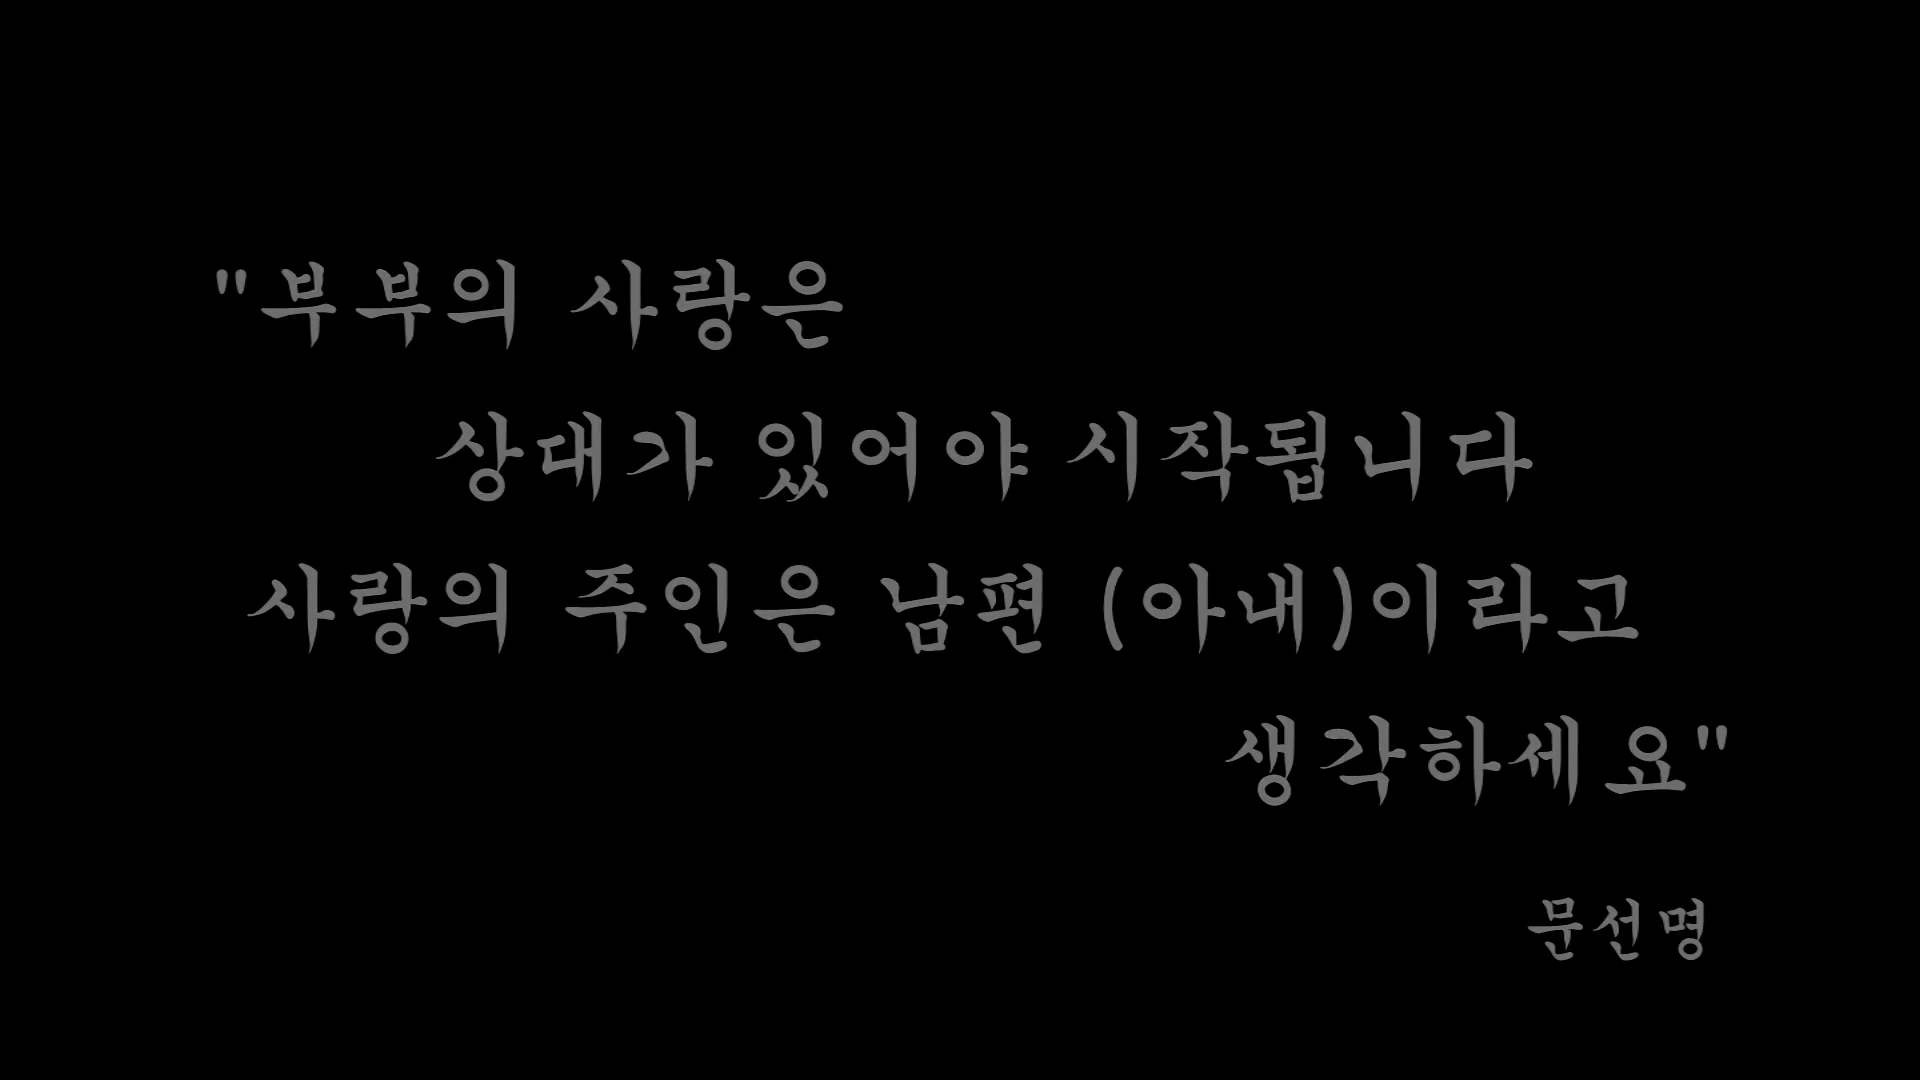 "부부의 사랑은
상대가 있어야 시작됩니다
사랑의 주인은 남편 (아내)이라고
생각하세요"
문선명